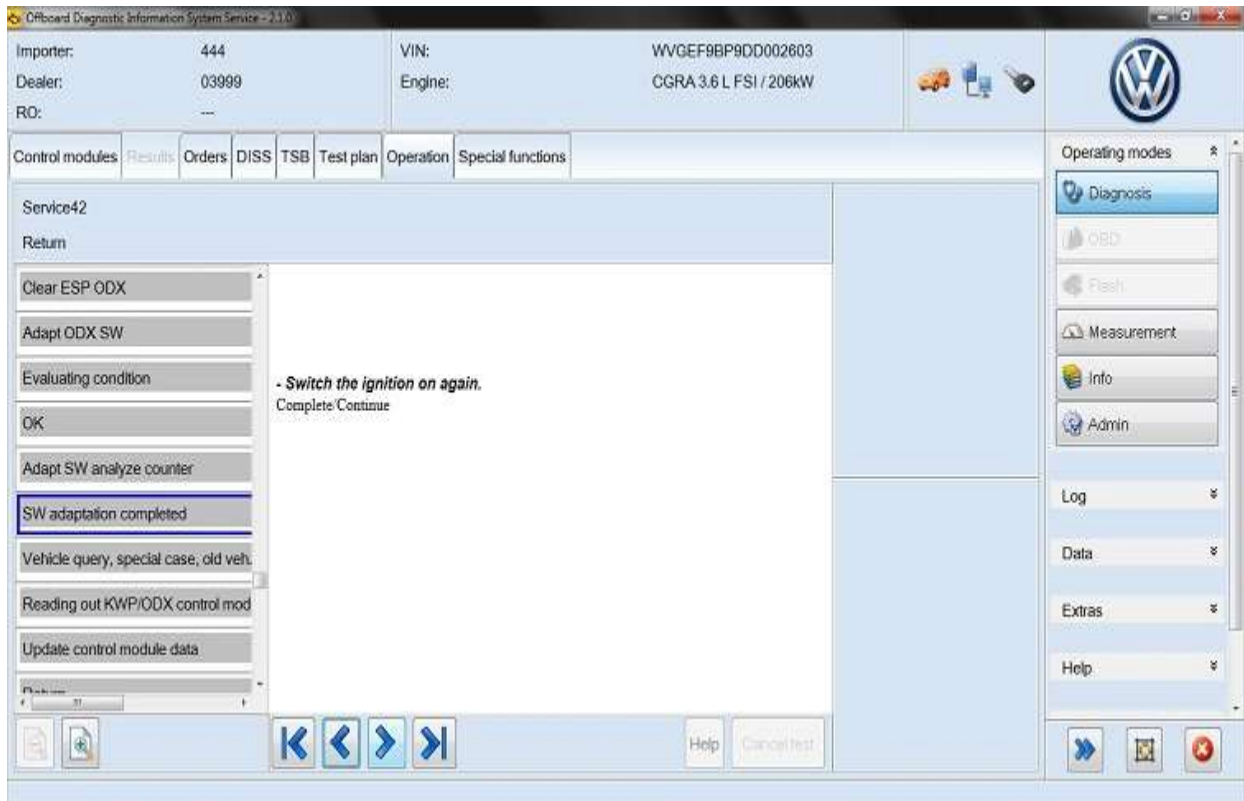 Offboard Diagnostic Information System Service - 2.1.0
Importer: 444
Dealer: 03999
RO: ---
VIN: WVGEF9BP9DD002603
Engine: CGRA 3.6 L FSI / 206kW
Control modules Results Orders DISS TSB Test plan Operation Special functions
Service42
Return
Clear ESP ODX
Adapt ODX SW
Evaluating condition
OK
Adapt SW analyze counter
SW adaptation completed
Vehicle query, special case, old veh.
Reading out KWP/ODX control mod
Update control module data
Return
- Switch the ignition on again.
Complete/Continue
Help Cancel test
Operating modes
Diagnosis
OBD
Flash
Measurement
Info
Admin
Log
Data
Extras
Help